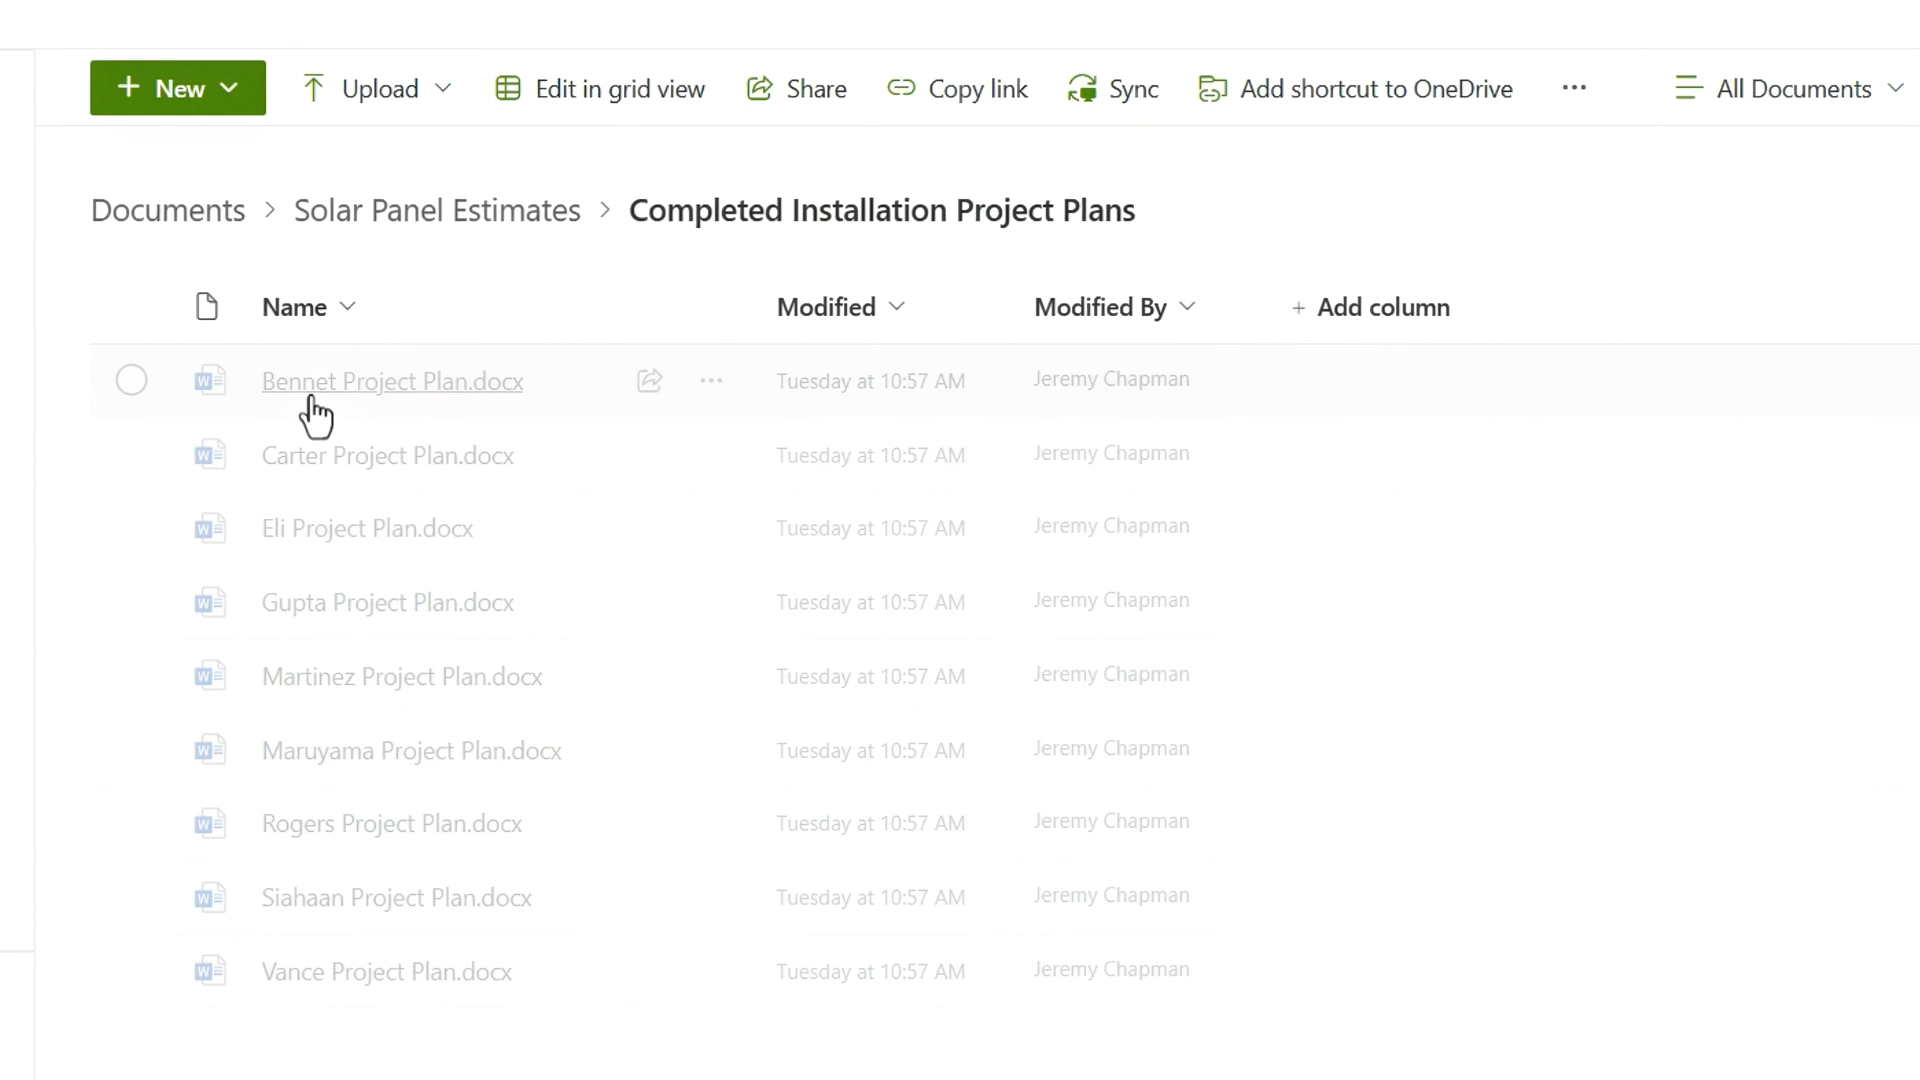 + New Upload Edit in grid view Share Copy link Sync Add shortcut to OneDrive ... All Documents
Documents > Solar Panel Estimates > Completed Installation Project Plans
Name Modified Modified By + Add column
Bennet Project Plan.docx ... Tuesday at 10:57 AM Jeremy Chapman
Carter Project Plan.docx Tuesday at 10:57 AM Jeremy Chapman
Eli Project Plan.docx Tuesday at 10:57 AM Jeremy Chapman
Gupta Project Plan.docx Tuesday at 10:57 AM Jeremy Chapman
Martinez Project Plan.docx Tuesday at 10:57 AM Jeremy Chapman
Maruyama Project Plan.docx Tuesday at 10:57 AM Jeremy Chapman
Rogers Project Plan.docx Tuesday at 10:57 AM Jeremy Chapman
Siahaan Project Plan.docx Tuesday at 10:57 AM Jeremy Chapman
Vance Project Plan.docx Tuesday at 10:57 AM Jeremy Chapman